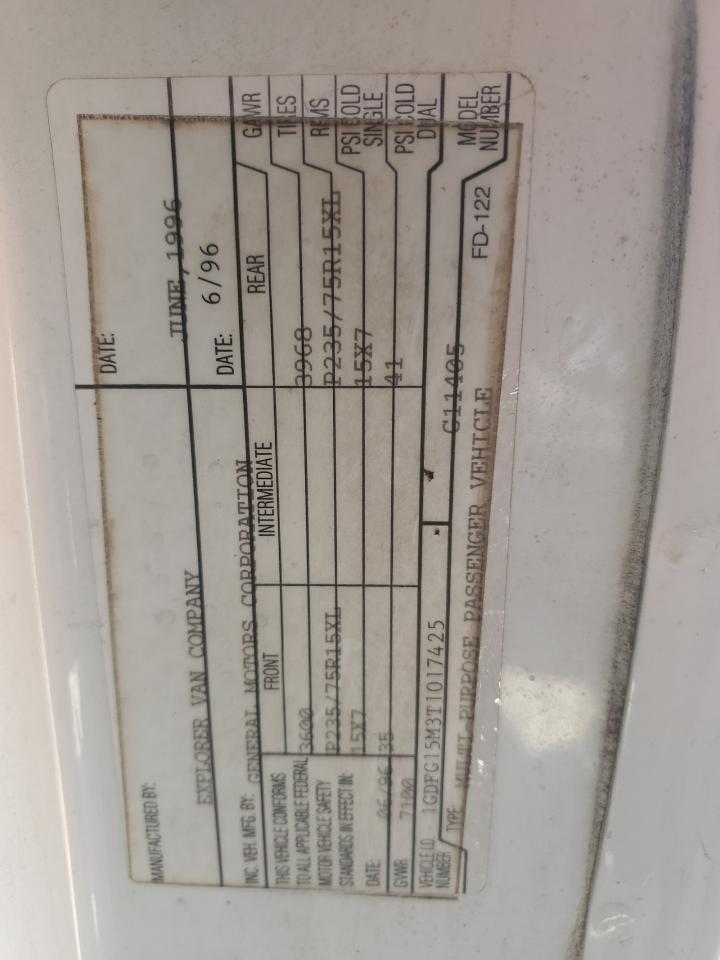 MANUFACTURED BY: DATE:
EXPLORER VAN COMPANY JUNE,1996
INC. VEH. MFG. BY: GENERAL MOTORS CORPORATION DATE: 6/96
THIS VEHICLE CONFORMS FRONT INTERMEDIATE REAR GAWR
TO ALL APPLICABLE FEDERAL 3600 3968 TIRES
MOTOR VEHICLE SAFETY P235/75R15XL P235/75R15XL RIMS
STANDARDS IN EFFECT IN: 15X7 15X7 PSI COLD SINGLE
DATE: 06/96 35 41 PSI COLD DUAL
GVWR 7100
VEHICLE I.D. NUMBER 1GDFG15M3T1017425 G11405 MODEL NUMBER
TYPE MULTI-PURPOSE PASSENGER VEHICLE FD-122